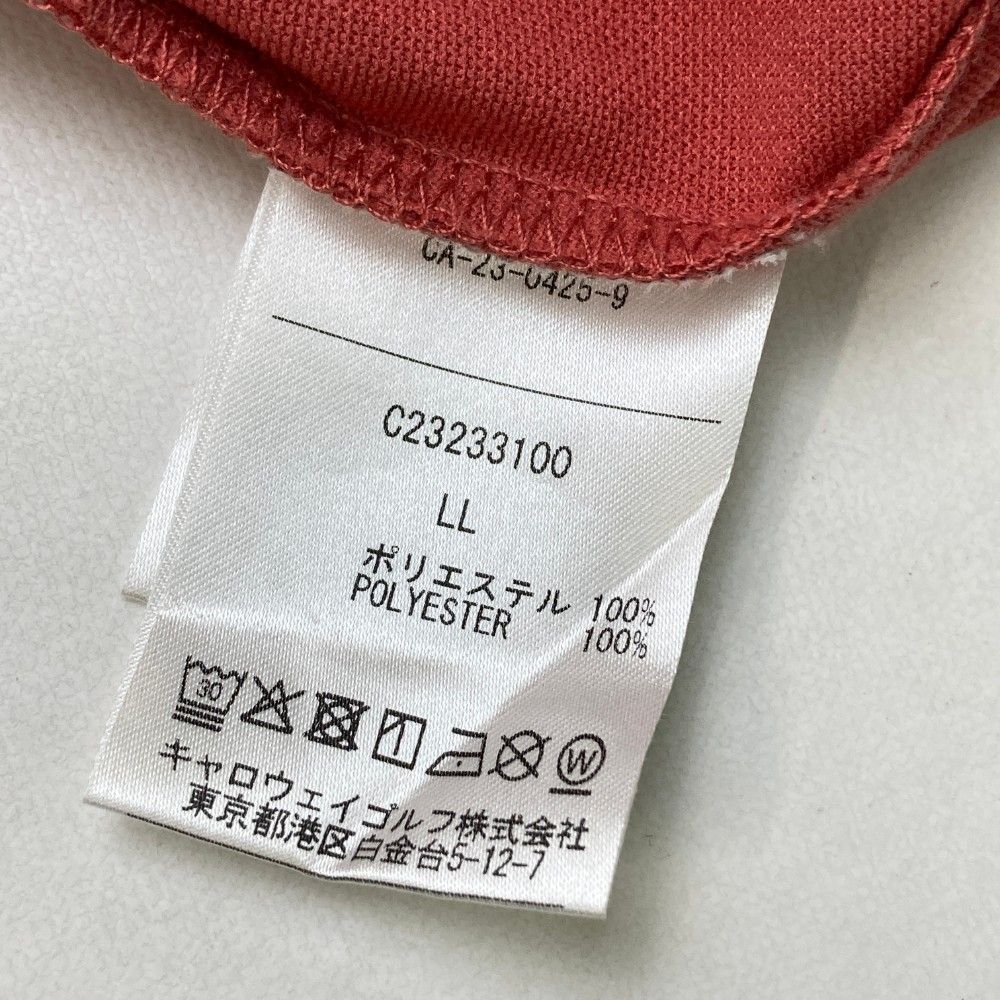 CA-23-0425-9
C23233100
LL
ポリエステル 100%
POLYESTER 100%
30
W
キャロウェイゴルフ株式会社
東京都港区白金台5-12-7